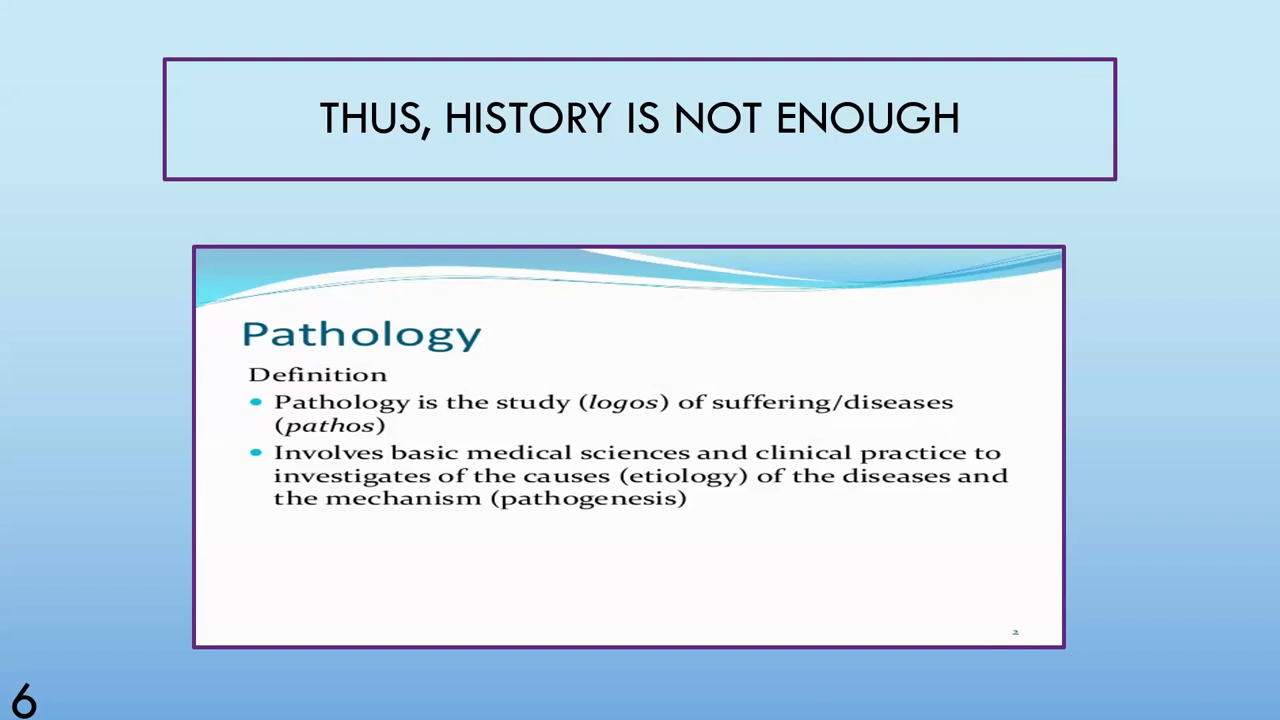 THUS, HISTORY IS NOT ENOUGH
Pathology
Definition
• Pathology is the study (logos) of suffering/diseases
(pathos)
• Involves basic medical sciences and clinical practice to
investigates of the causes (etiology) of the diseases and
the mechanism (pathogenesis)
2
6